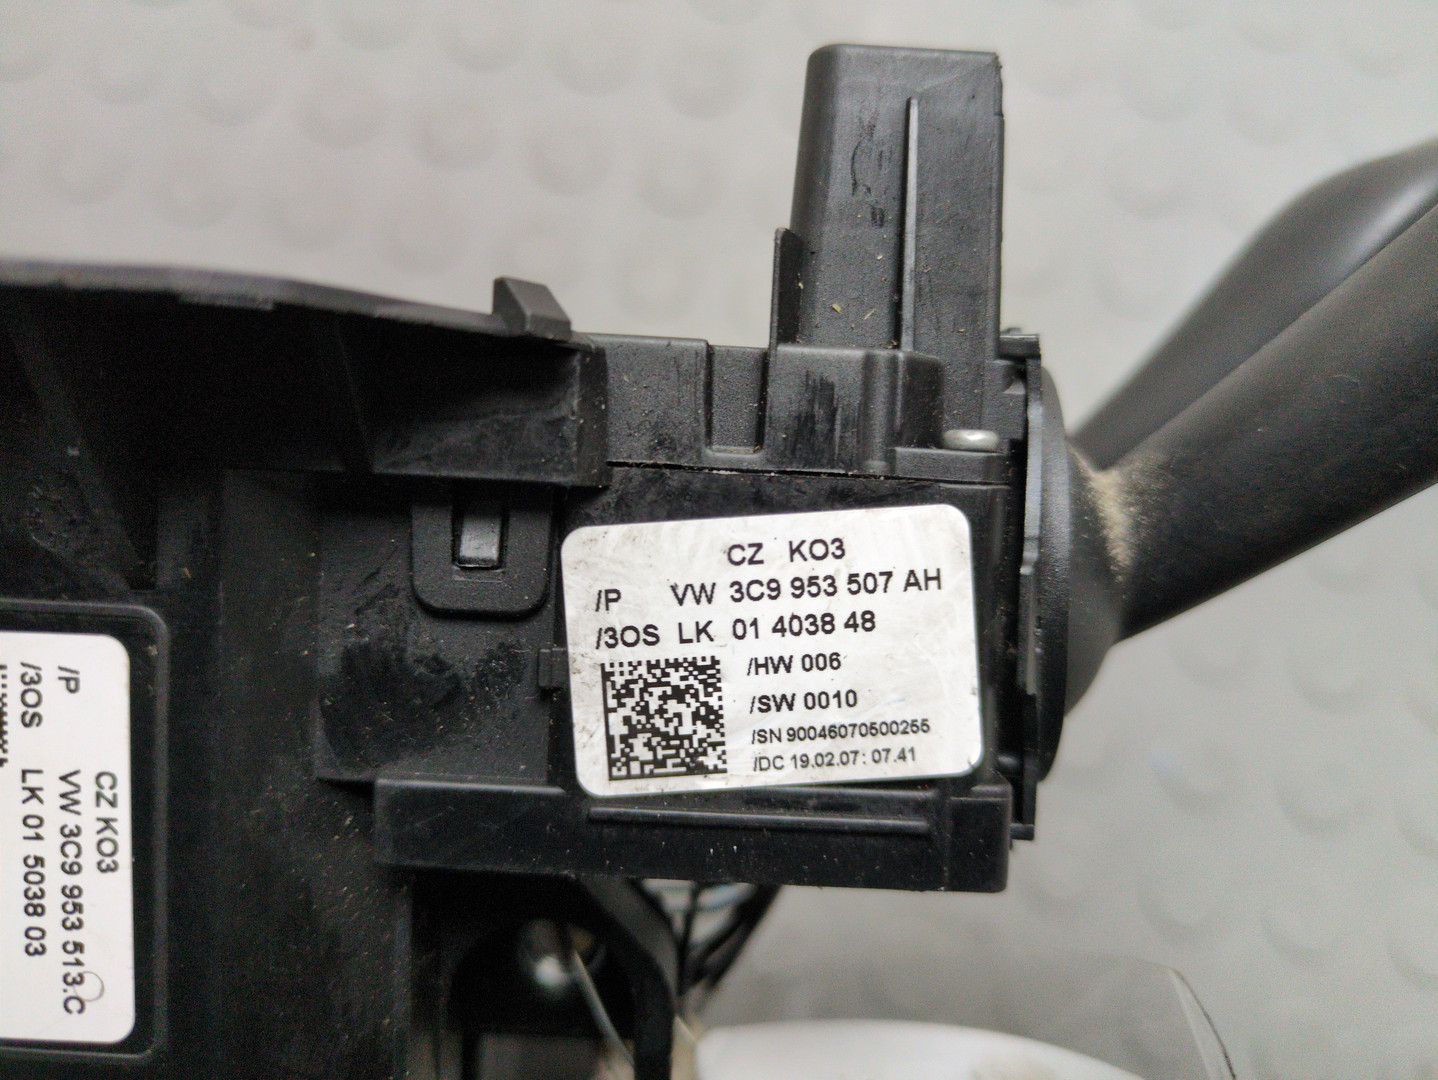 CZ KO3
/P VW 3C9 953 507 AH
/3OS LK 01 4038 48
/HW 006
/SW 0010
/SN 90046070500255
/DC 19.02.07: 07.41
CZ KO3
/P VW 3C9 953 513.C
/3OS LK 01 5038 03